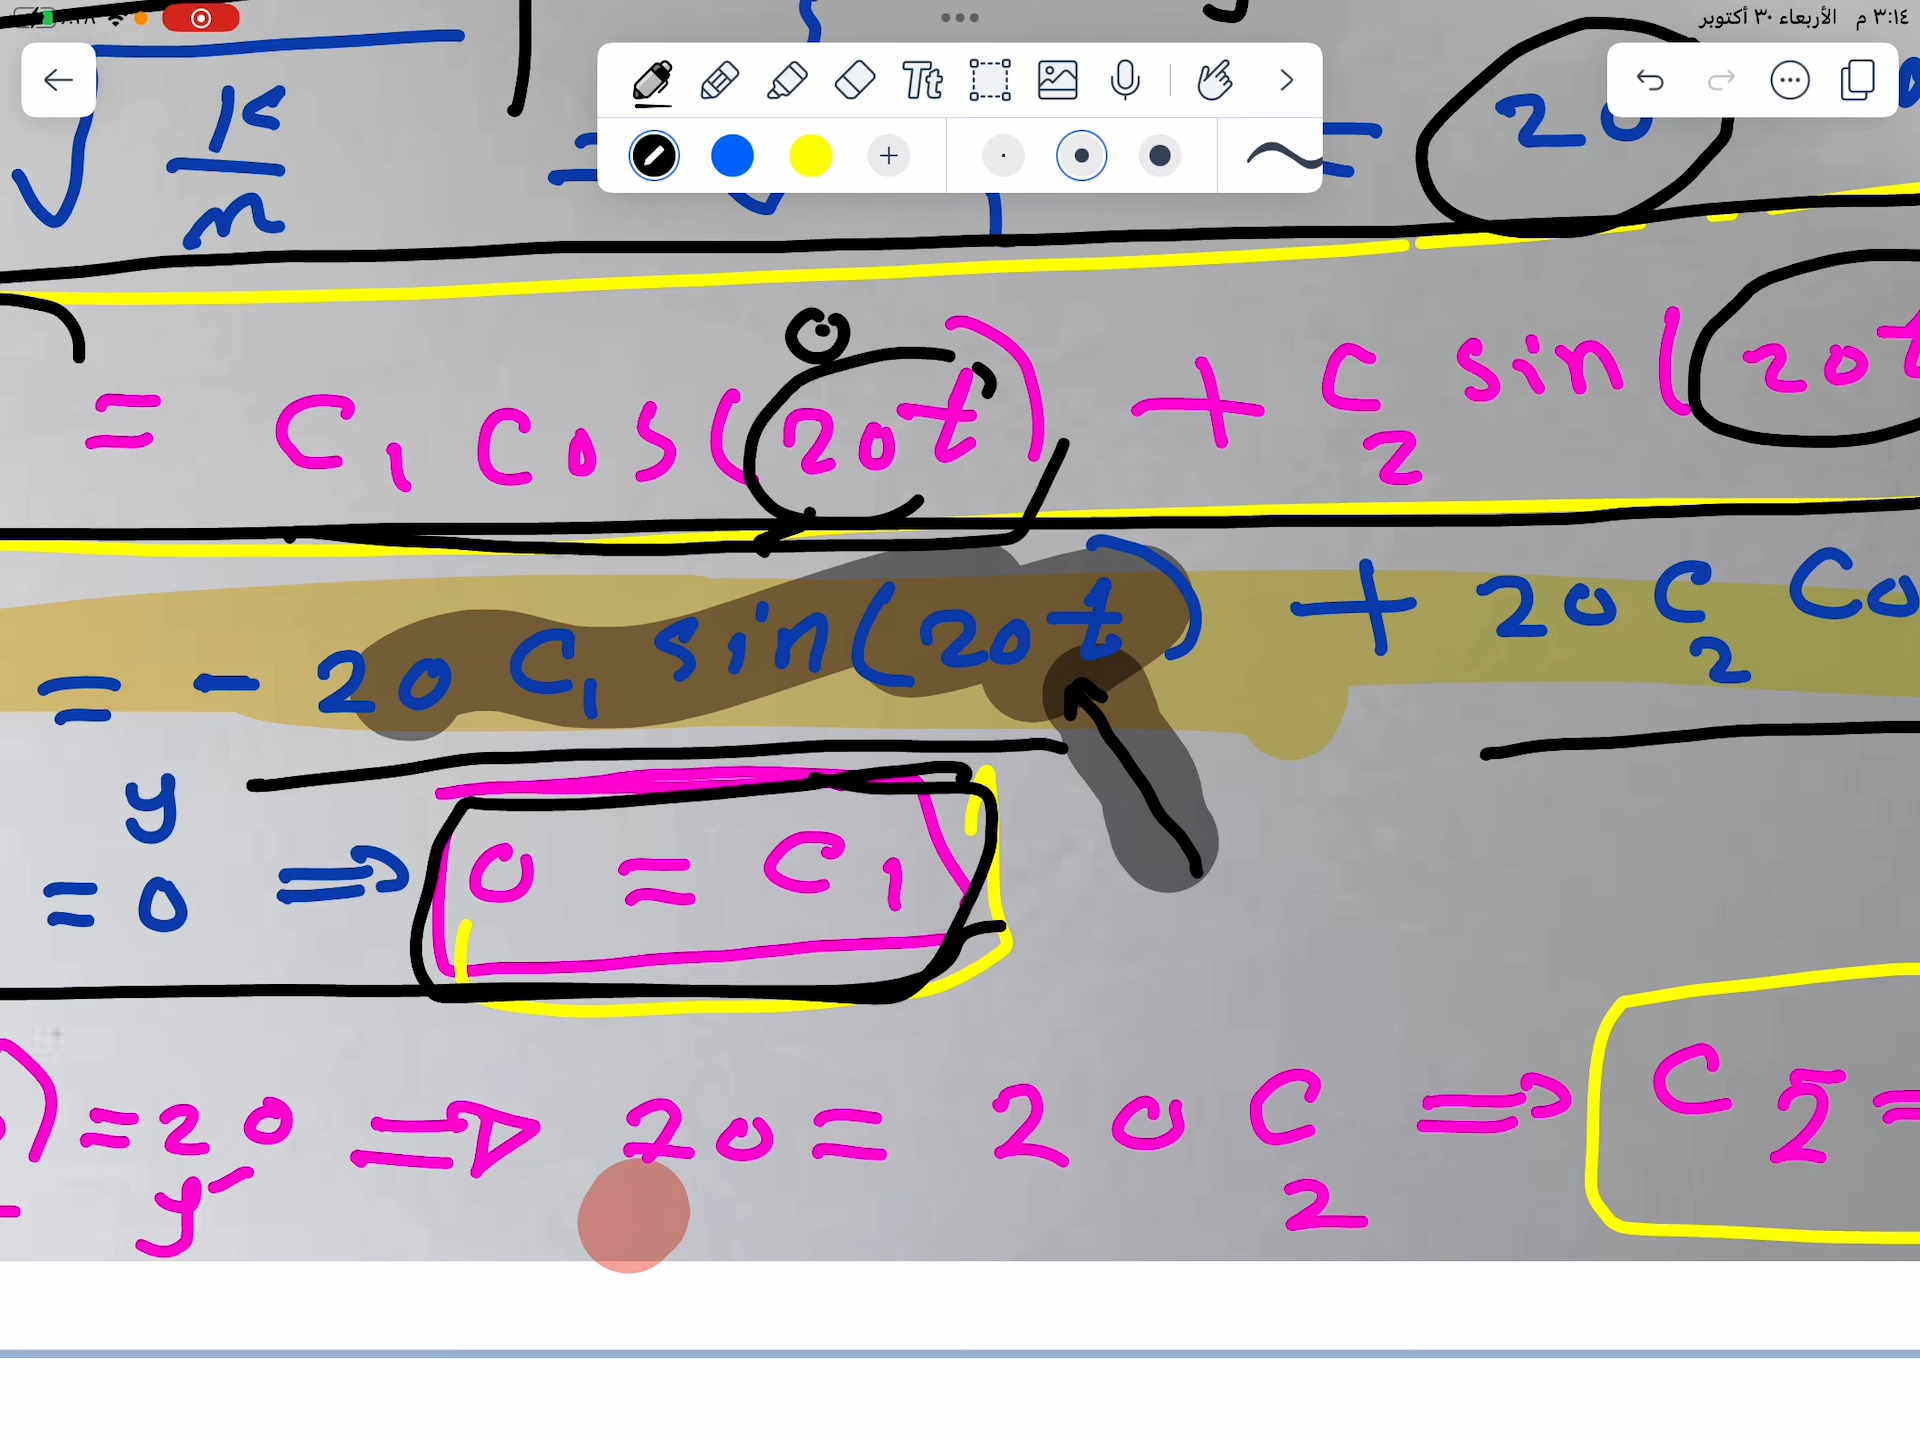 ٣:١٤ م الأربعاء ٣٠ أكتوبر
Tt
√ K/m = 20
= C₁ cos(20t) + C₂ sin(20t
= - 20 C₁ sin(20t) + 20 C₂ Co
y
= 0 ⇒ 0 = C₁
) = 20 ⇒ 20 = 20 C₂ ⇒ C₂ =
y'